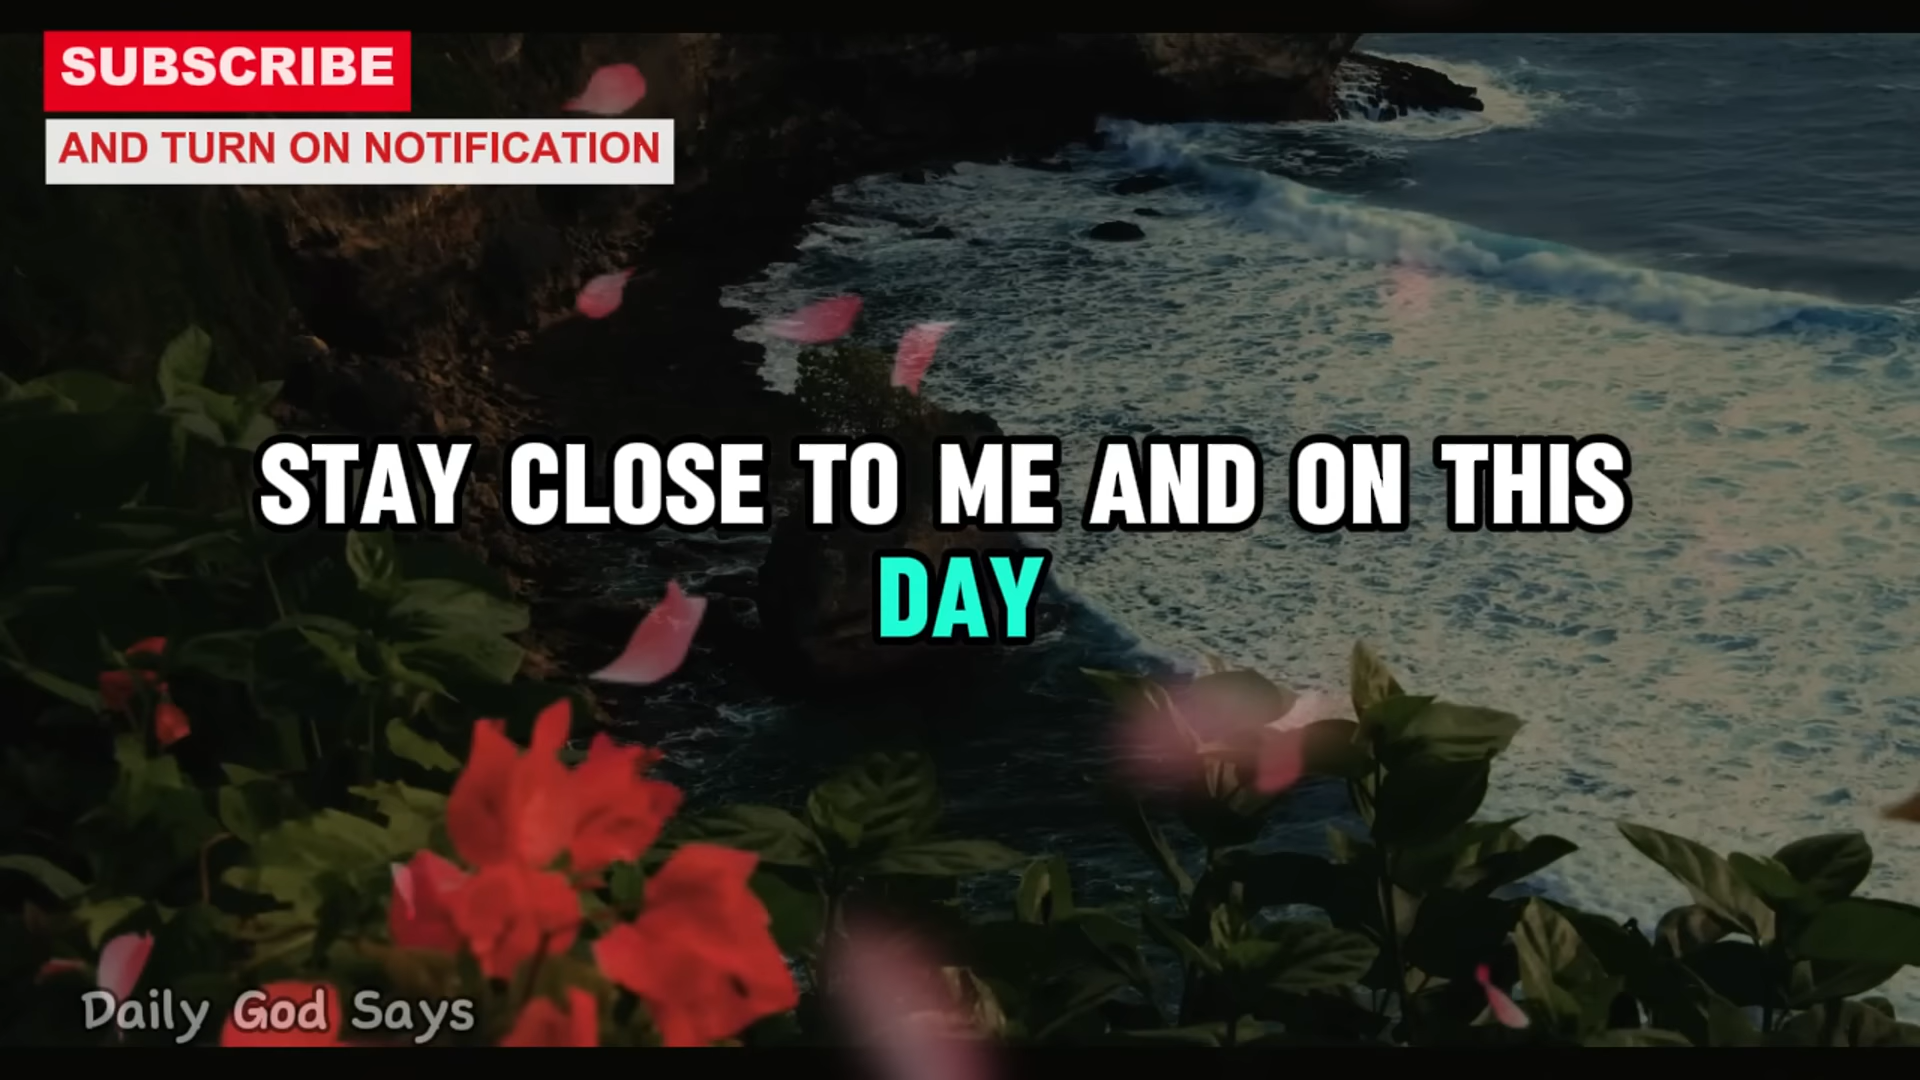 SUBSCRIBE
AND TURN ON NOTIFICATION
STAY CLOSE TO ME AND ON THIS
DAY
Daily God Says